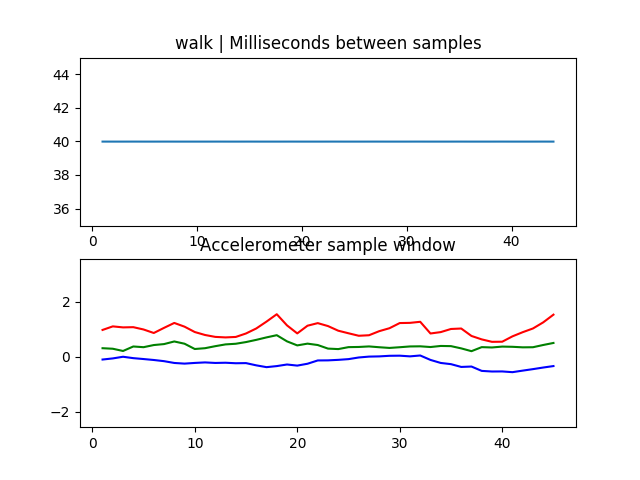 walk | Milliseconds between samples
44
42
40
38
36
0 10 20 30 40
Accelerometer sample window
2
0
−2
0 10 20 30 40